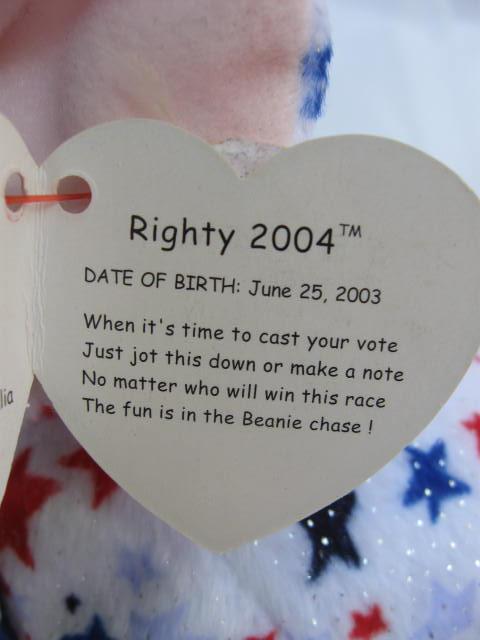 Righty 2004™
DATE OF BIRTH: June 25, 2003
When it's time to cast your vote
Just jot this down or make a note
No matter who will win this race
The fun is in the Beanie chase !